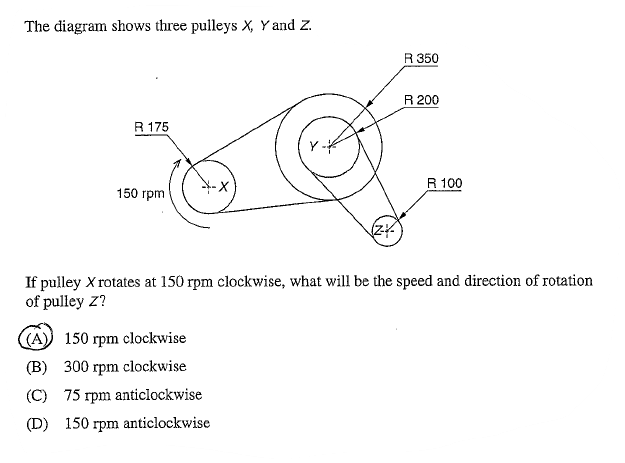 The diagram shows three pulleys X, Y and Z.
R 350
R 200
R 175
Y
X
R 100
150 rpm
Z
If pulley X rotates at 150 rpm clockwise, what will be the speed and direction of rotation
of pulley Z?
(A) 150 rpm clockwise
(B) 300 rpm clockwise
(C) 75 rpm anticlockwise
(D) 150 rpm anticlockwise